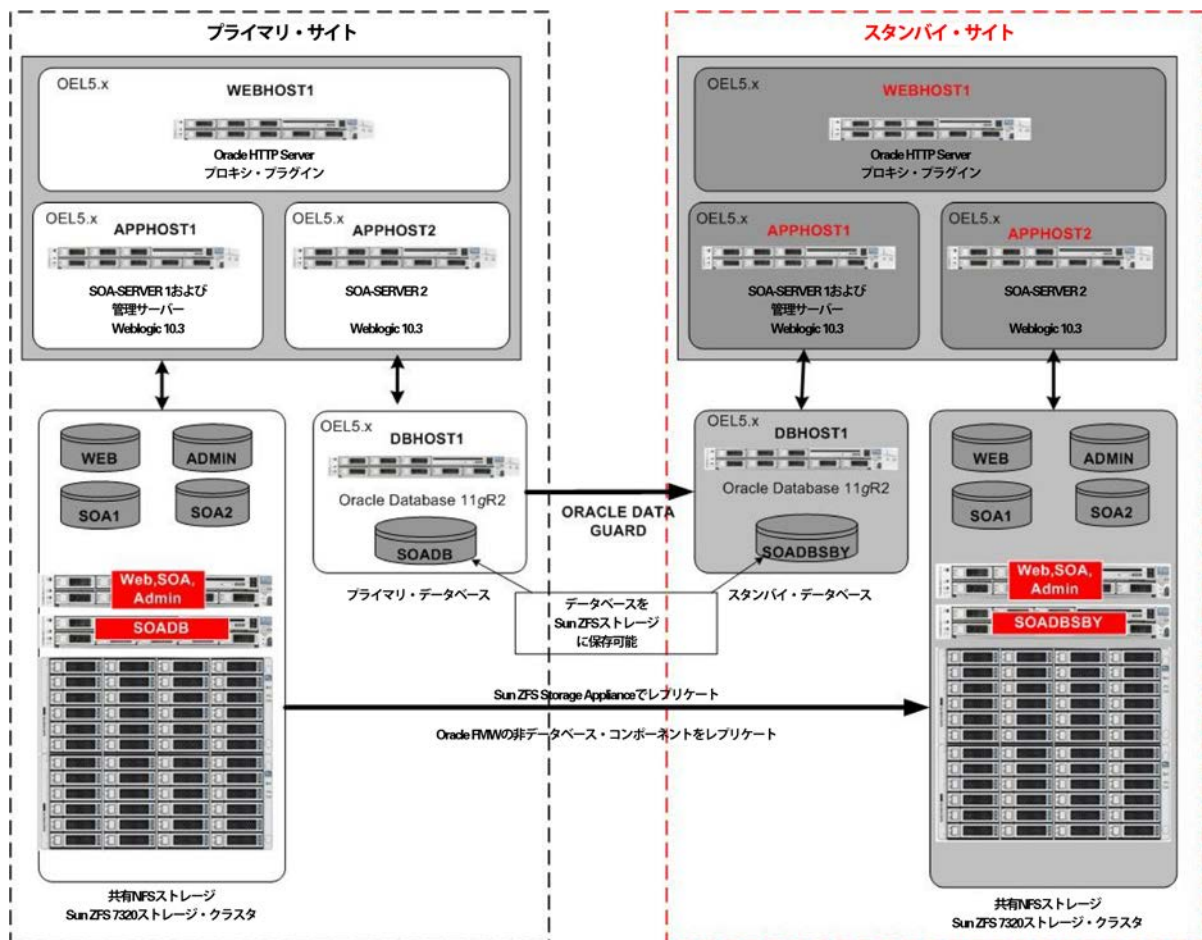 プライマリ・サイト
OEL5.x
WEBHOST1
Oracle HTTP Server
プロキシ・プラグイン
OEL5.x
APPHOST1
SOA-SERVER 1および
管理サーバー
Weblogic 10.3
OEL5.x
APPHOST2
SOA-SERVER 2
Weblogic 10.3
WEB
ADMIN
SOA1
SOA2
Web,SOA,
Admin
SOADB
共有NFSストレージ
Sun ZFS 7320ストレージ・クラスタ
OEL5.x
DBHOST1
Oracle Database 11gR2
SOADB
プライマリ・データベース
ORACLE DATA
GUARD
データベースを
Sun ZFSストレージ
に保存可能
Sun ZFS Storage Applianceでレプリケート
Oracle FMWの非データベース・コンポーネントをレプリケート
スタンバイ・サイト
OEL5.x
WEBHOST1
Oracle HTTP Server
プロキシ・プラグイン
OEL5.x
APPHOST1
SOA-SERVER 1および
管理サーバー
Weblogic 10.3
OEL5.x
APPHOST2
SOA-SERVER 2
Weblogic 10.3
OEL5.x
DBHOST1
Oracle Database 11gR2
SOADBSBY
スタンバイ・データベース
WEB
ADMIN
SOA1
SOA2
Web,SOA,
Admin
SOADBSBY
共有NFSストレージ
Sun ZFS 7320ストレージ・クラスタ